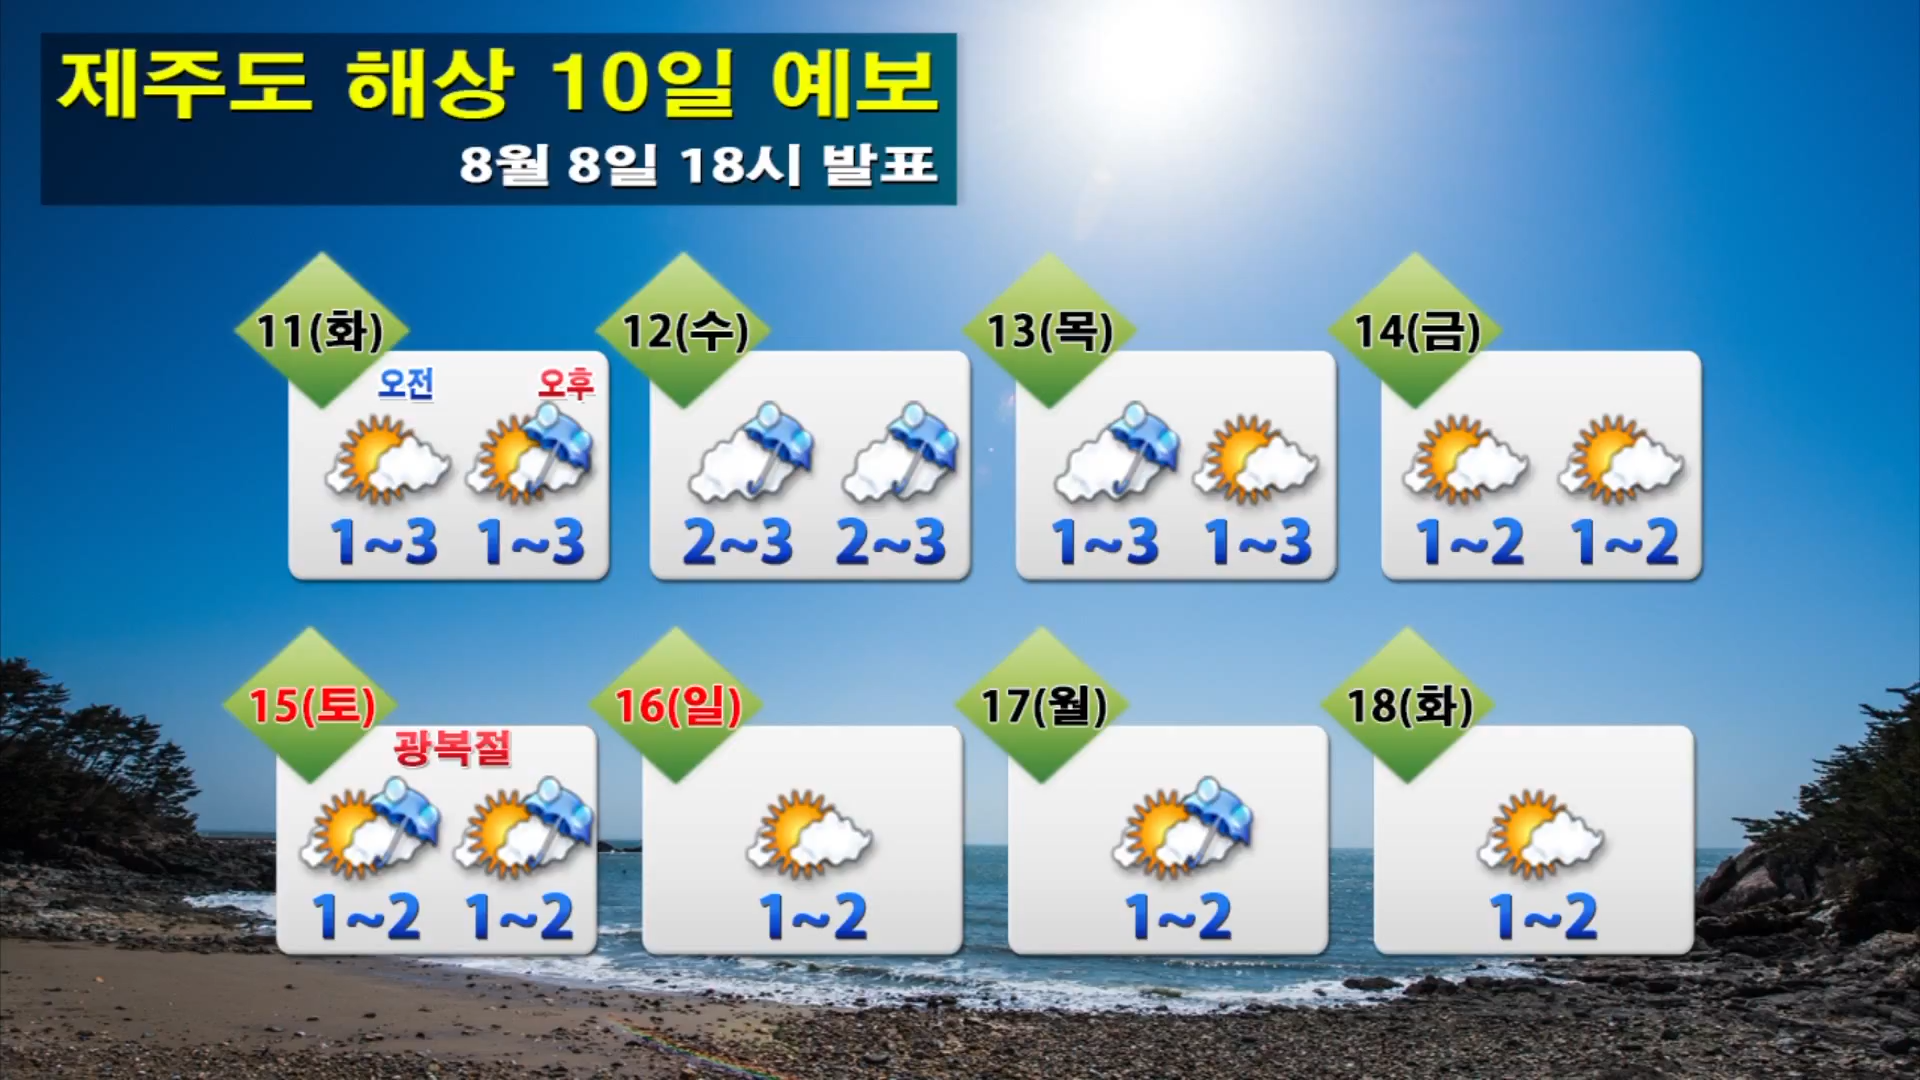 제주도 해상 10일 예보
8월 8일 18시 발표
11(화)
12(수)
13(목)
14(금)
오전 오후
1~3 1~3
2~3 2~3
1~3 1~3
1~2 1~2
15(토)
16(일)
17(월)
18(화)
광복절
1~2 1~2
1~2
1~2
1~2